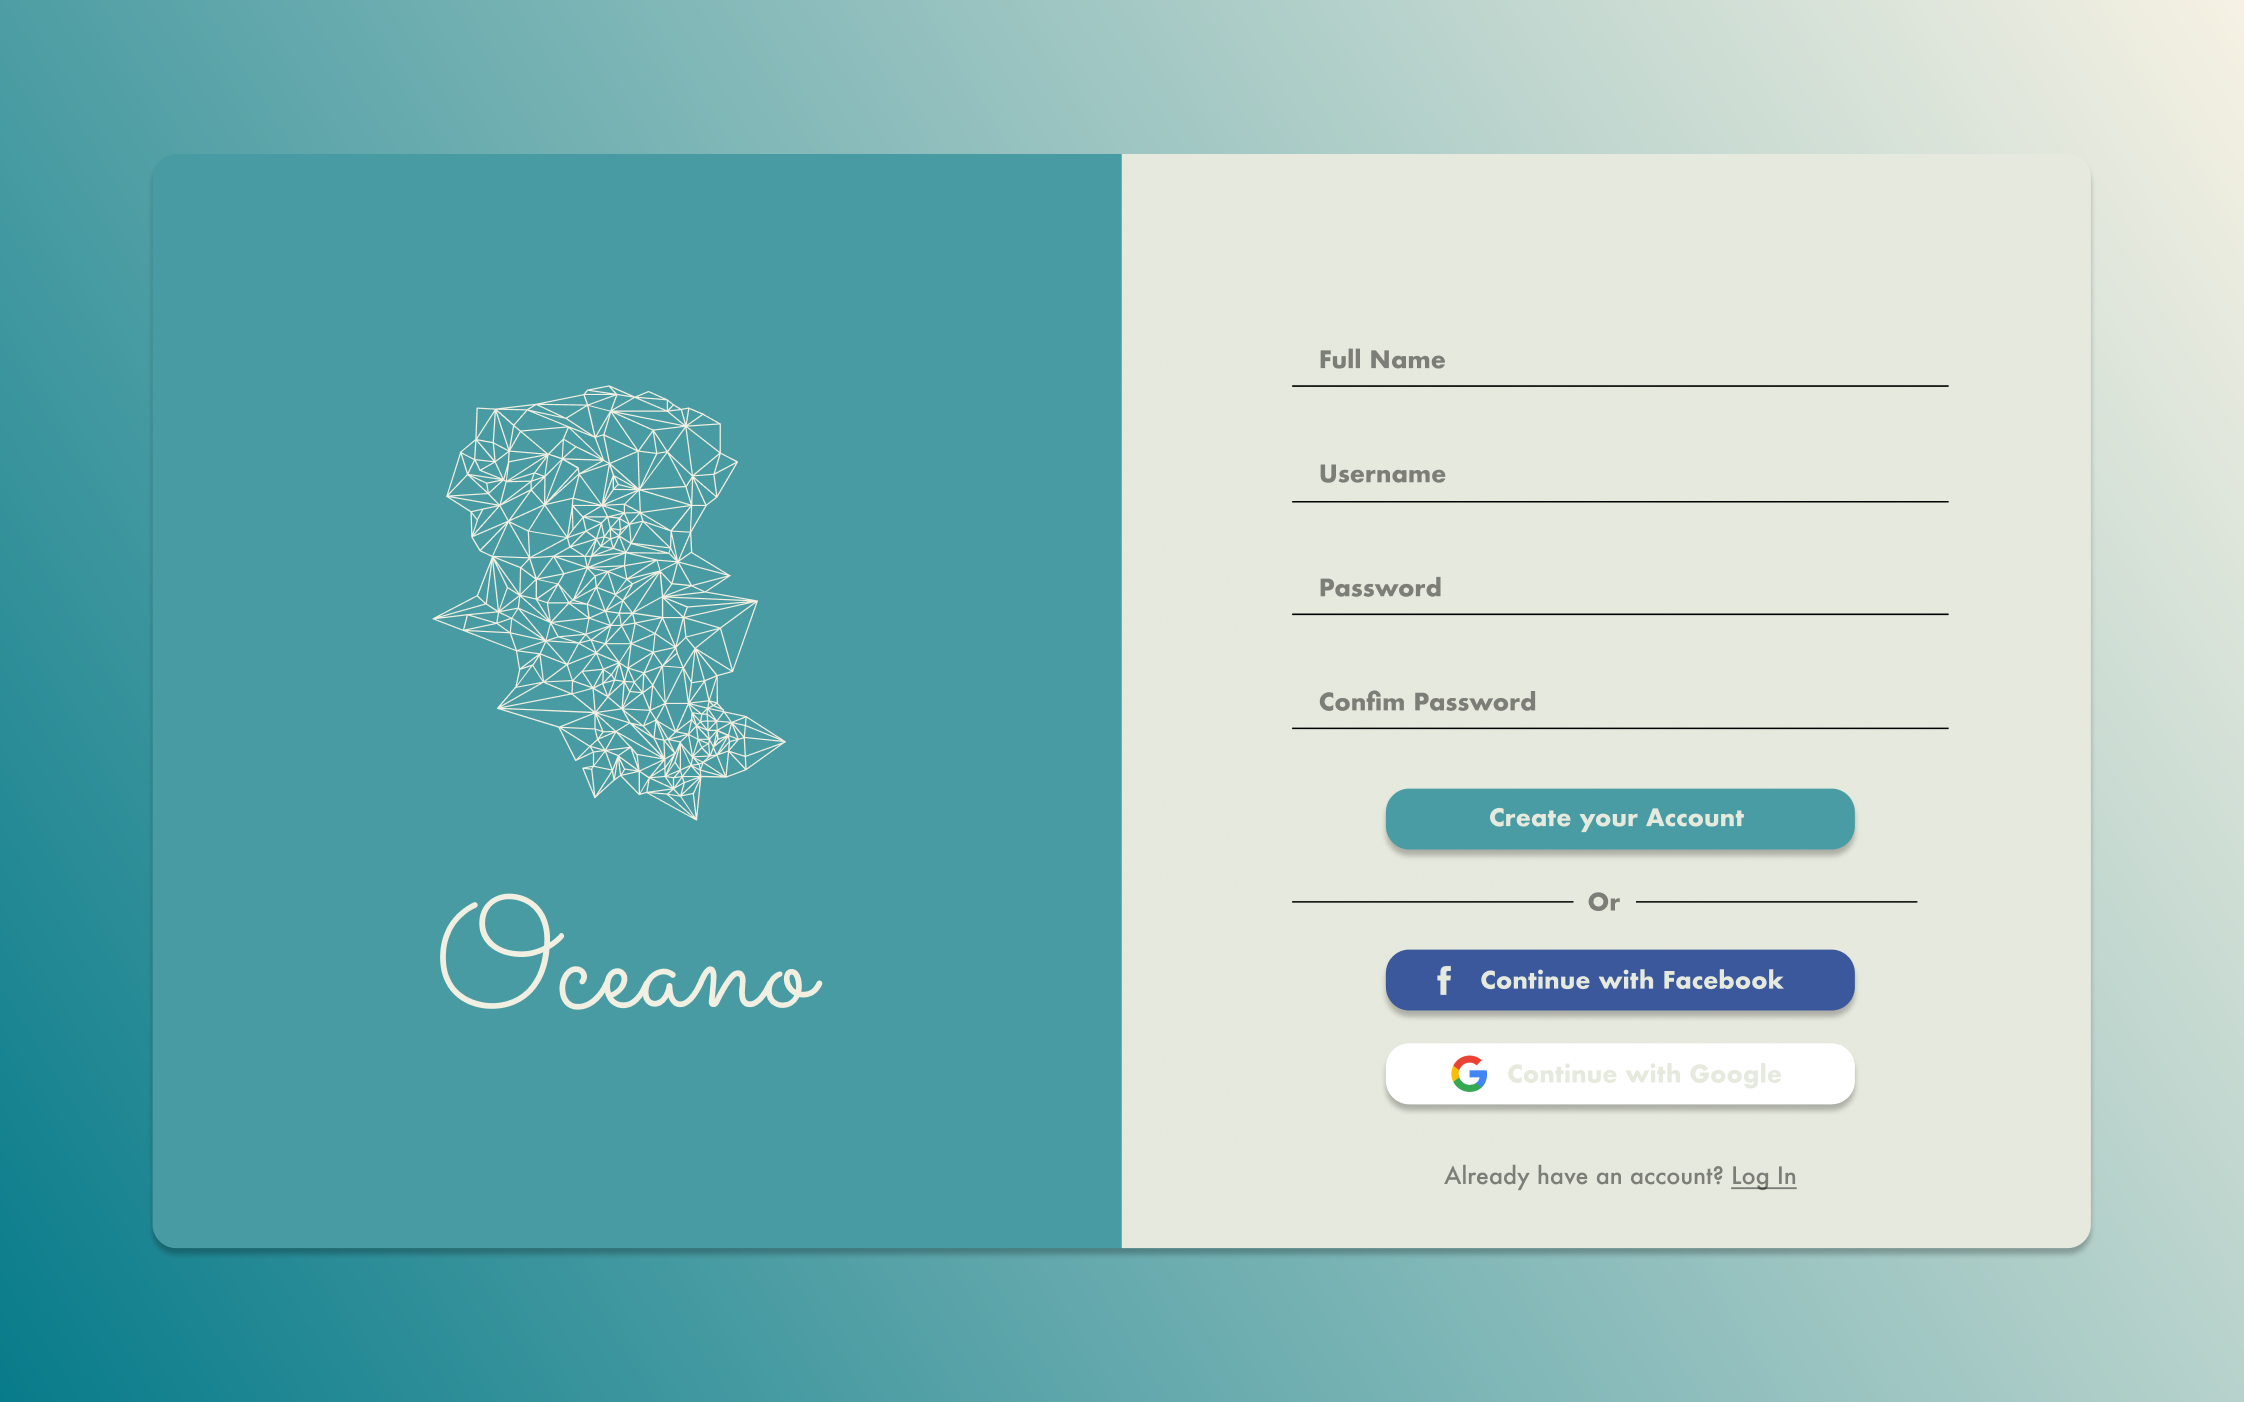 Oceano
Full Name
Username
Password
Confim Password
Create your Account
Or
f Continue with Facebook
G Continue with Google
Already have an account? Log In